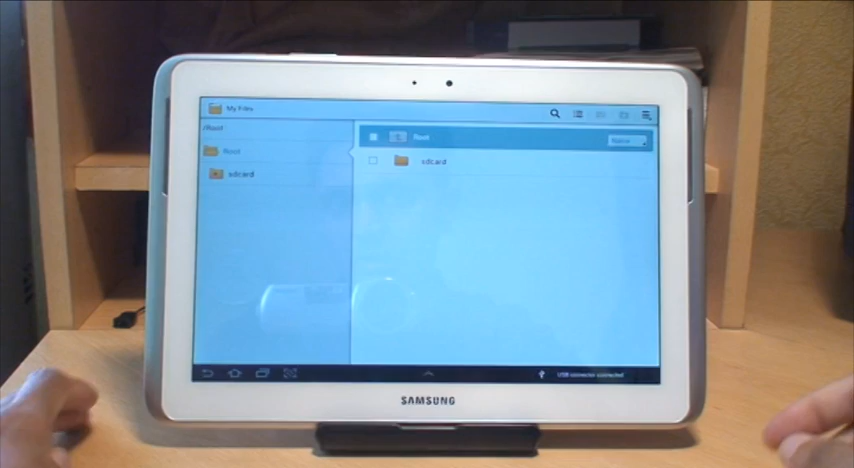 My Files
/Root
Root
Name
Root
sdcard
sdcard
USB connector connected
SAMSUNG